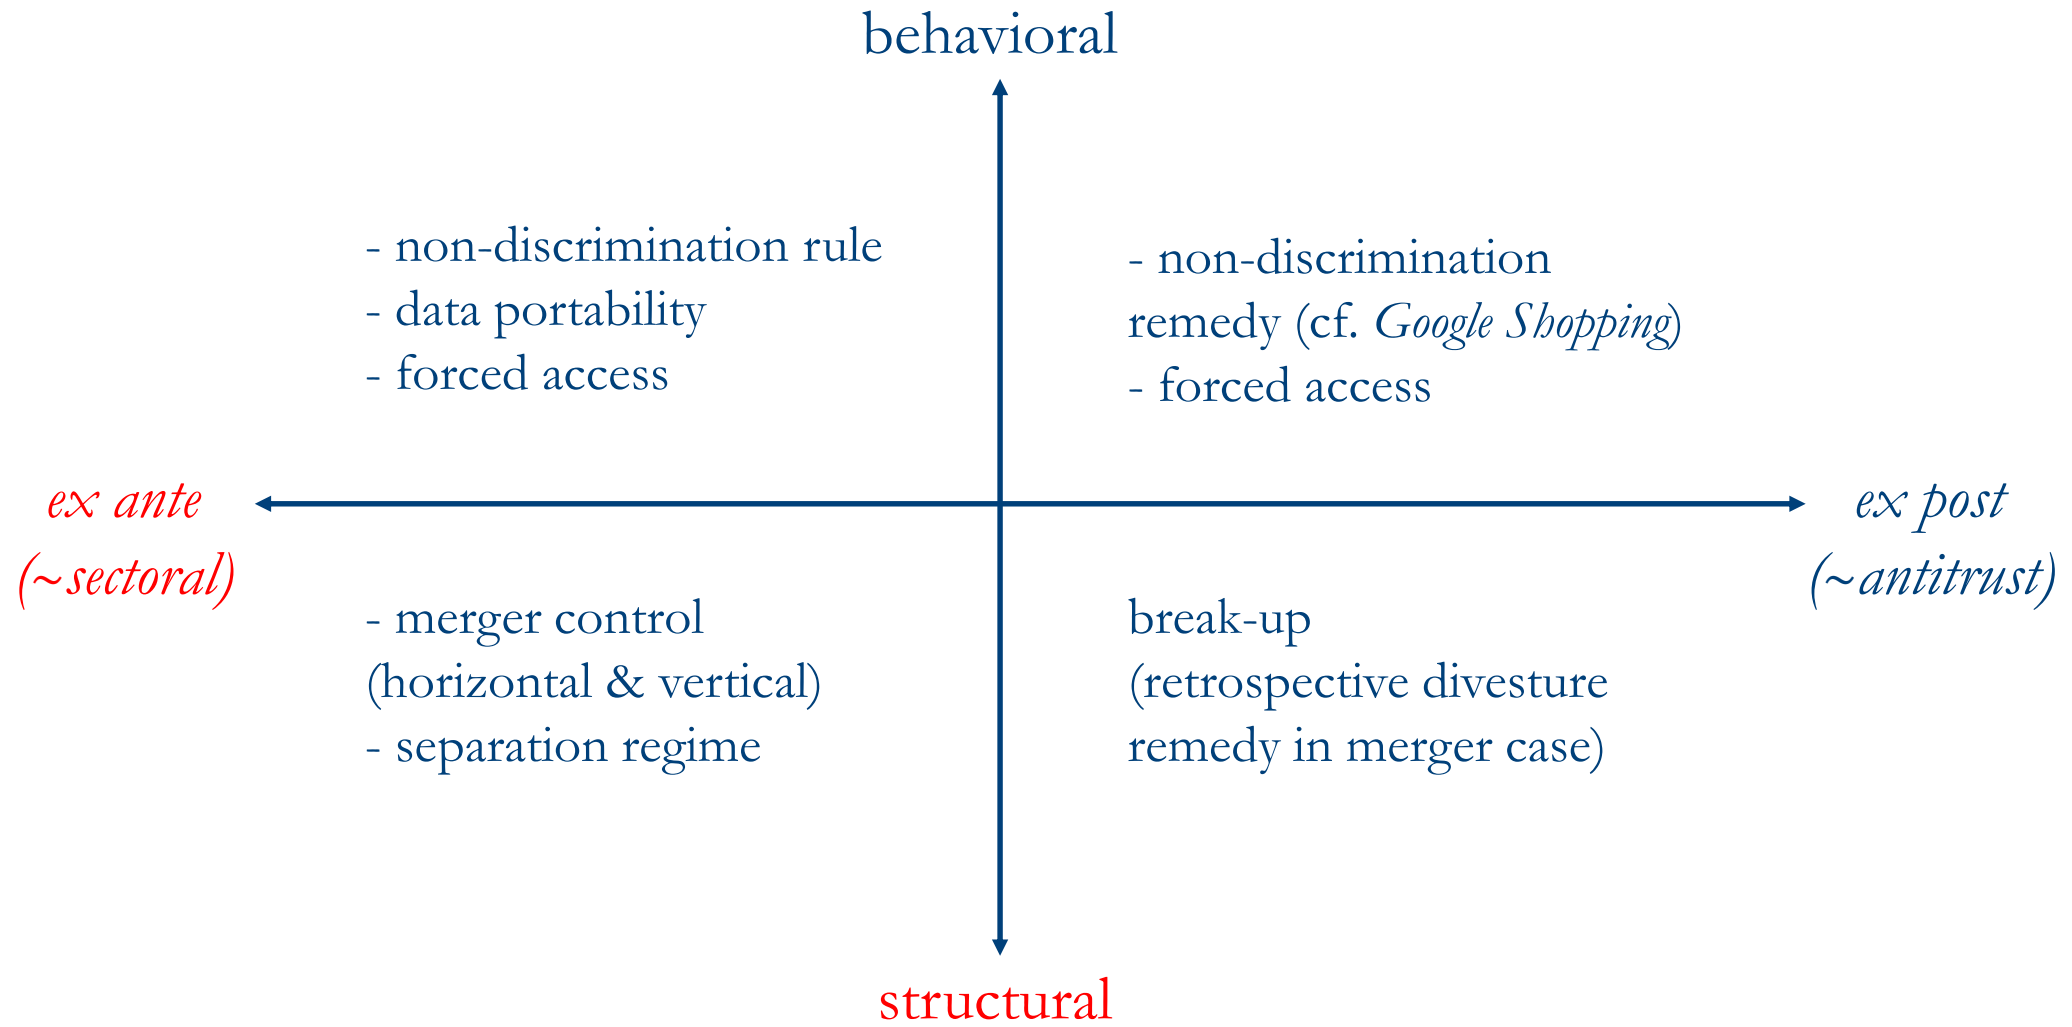 behavioral
- non-discrimination rule
- data portability
- forced access
- non-discrimination
remedy (cf. Google Shopping)
- forced access
ex ante
(~sectoral)
ex post
(~antitrust)
- merger control
(horizontal & vertical)
- separation regime
break-up
(retrospective divesture
remedy in merger case)
structural